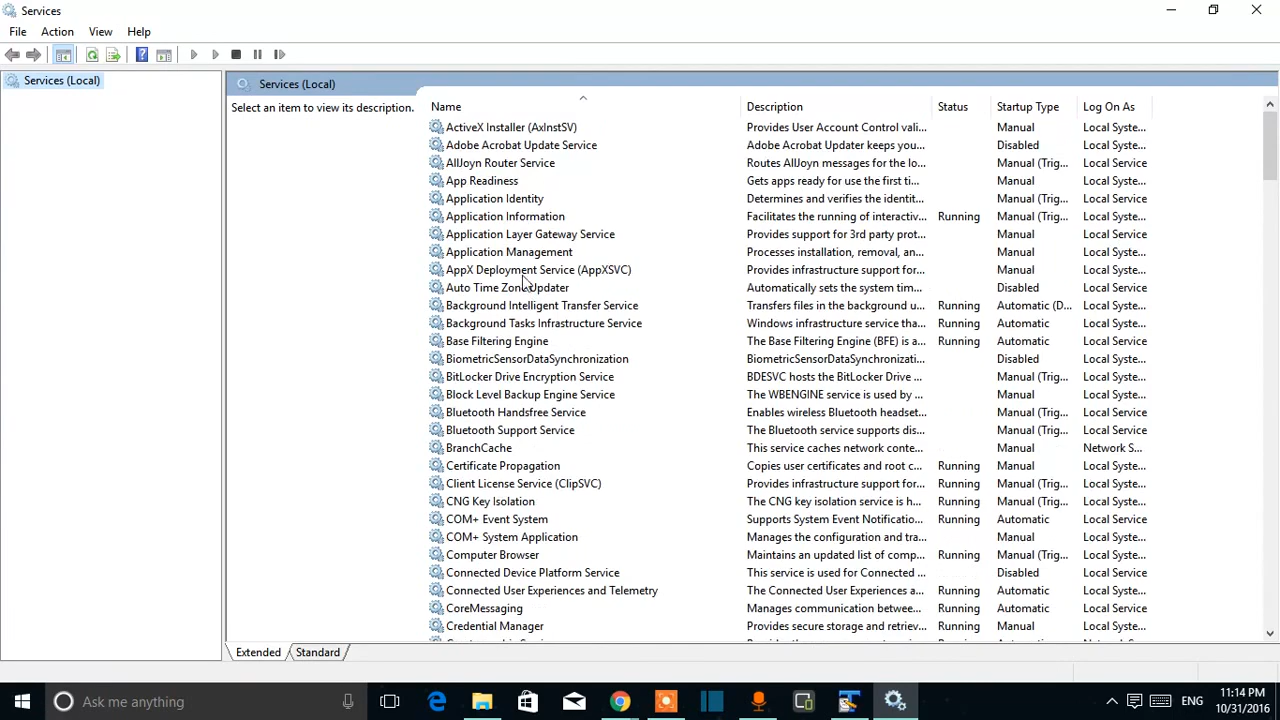 Services
File Action View Help
Services (Local)
Services (Local)
Select an item to view its description.
Name Description Status Startup Type Log On As
ActiveX Installer (AxInstSV) Provides User Account Control vali... Manual Local Syste...
Adobe Acrobat Update Service Adobe Acrobat Updater keeps you... Disabled Local Syste...
AllJoyn Router Service Routes AllJoyn messages for the lo... Manual (Trig... Local Service
App Readiness Gets apps ready for use the first ti... Manual Local Syste...
Application Identity Determines and verifies the identit... Manual (Trig... Local Service
Application Information Facilitates the running of interactiv... Running Manual (Trig... Local Syste...
Application Layer Gateway Service Provides support for 3rd party prot... Manual Local Service
Application Management Processes installation, removal, an... Manual Local Syste...
AppX Deployment Service (AppXSVC) Provides infrastructure support for... Manual Local Syste...
Auto Time Zone Updater Automatically sets the system tim... Disabled Local Service
Background Intelligent Transfer Service Transfers files in the background u... Running Automatic (D... Local Syste...
Background Tasks Infrastructure Service Windows infrastructure service tha... Running Automatic Local Syste...
Base Filtering Engine The Base Filtering Engine (BFE) is a... Running Automatic Local Service
BiometricSensorDataSynchronization BiometricSensorDataSynchronizati... Disabled Local Syste...
BitLocker Drive Encryption Service BDESVC hosts the BitLocker Drive ... Manual (Trig... Local Syste...
Block Level Backup Engine Service The WBENGINE service is used by ... Manual Local Syste...
Bluetooth Handsfree Service Enables wireless Bluetooth headset... Manual (Trig... Local Service
Bluetooth Support Service The Bluetooth service supports dis... Manual (Trig... Local Service
BranchCache This service caches network conte... Manual Network S...
Certificate Propagation Copies user certificates and root c... Running Manual Local Syste...
Client License Service (ClipSVC) Provides infrastructure support for... Running Manual (Trig... Local Syste...
CNG Key Isolation The CNG key isolation service is h... Running Manual (Trig... Local Syste...
COM+ Event System Supports System Event Notificatio... Running Automatic Local Service
COM+ System Application Manages the configuration and tra... Manual Local Syste...
Computer Browser Maintains an updated list of comp... Running Manual (Trig... Local Syste...
Connected Device Platform Service This service is used for Connected ... Disabled Local Service
Connected User Experiences and Telemetry The Connected User Experiences a... Running Automatic Local Syste...
CoreMessaging Manages communication betwee... Running Automatic Local Service
Credential Manager Provides secure storage and retriev... Running Manual Local Syste...
Extended Standard
Ask me anything ENG 11:14 PM
10/31/2016